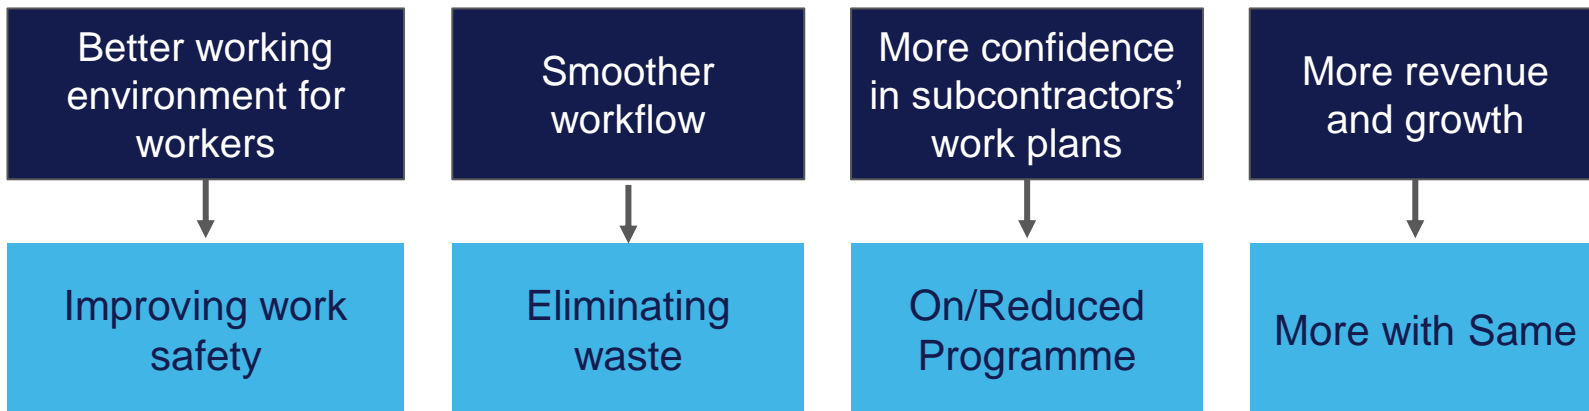 Better working
environment for
workers
Smoother
workflow
More confidence
in subcontractors’
work plans
More revenue
and growth
Improving work
safety
Eliminating
waste
On/Reduced
Programme
More with Same